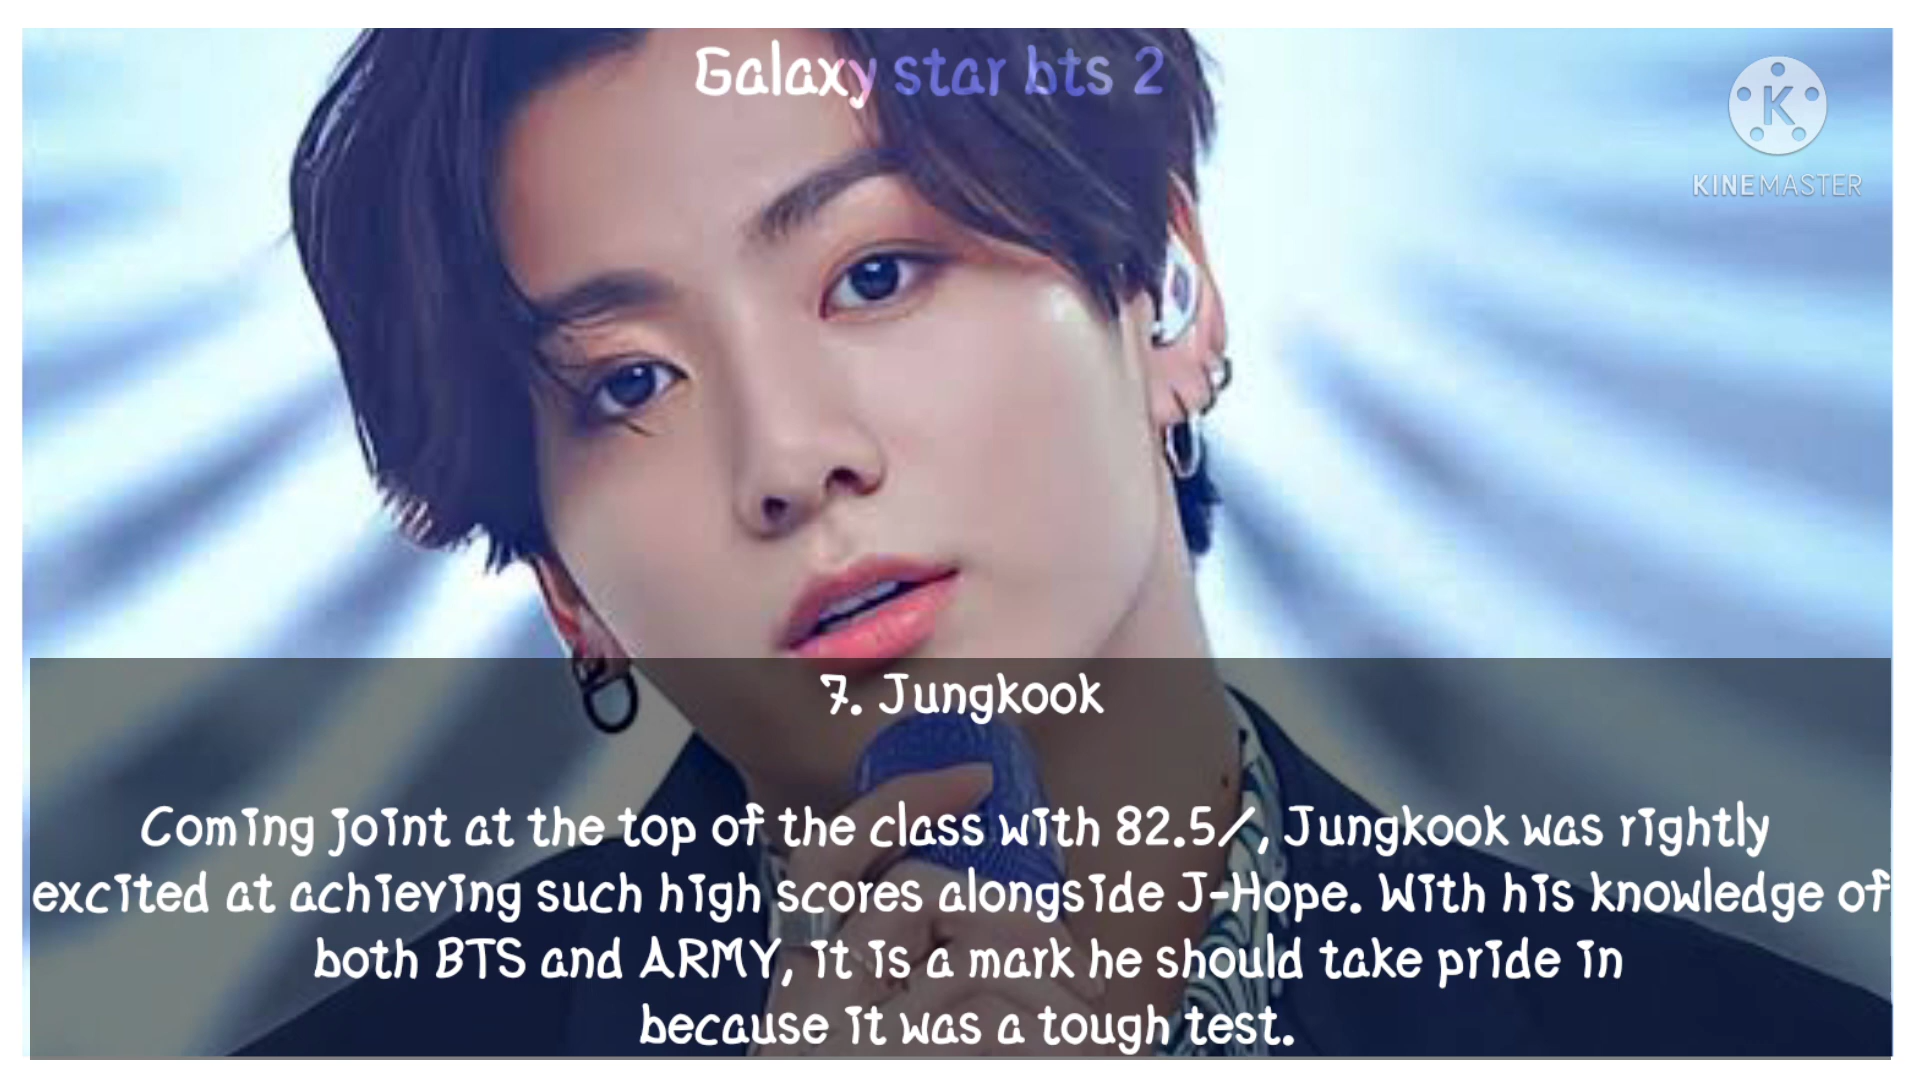 Galaxy star bts 2
K
KINEMASTER
7. Jungkook
Coming joint at the top of the class with 82.5/, Jungkook was rightly
excited at achieving such high scores alongside J-Hope. With his knowledge of
both BTS and ARMY, it is a mark he should take pride in
because it was a tough test.